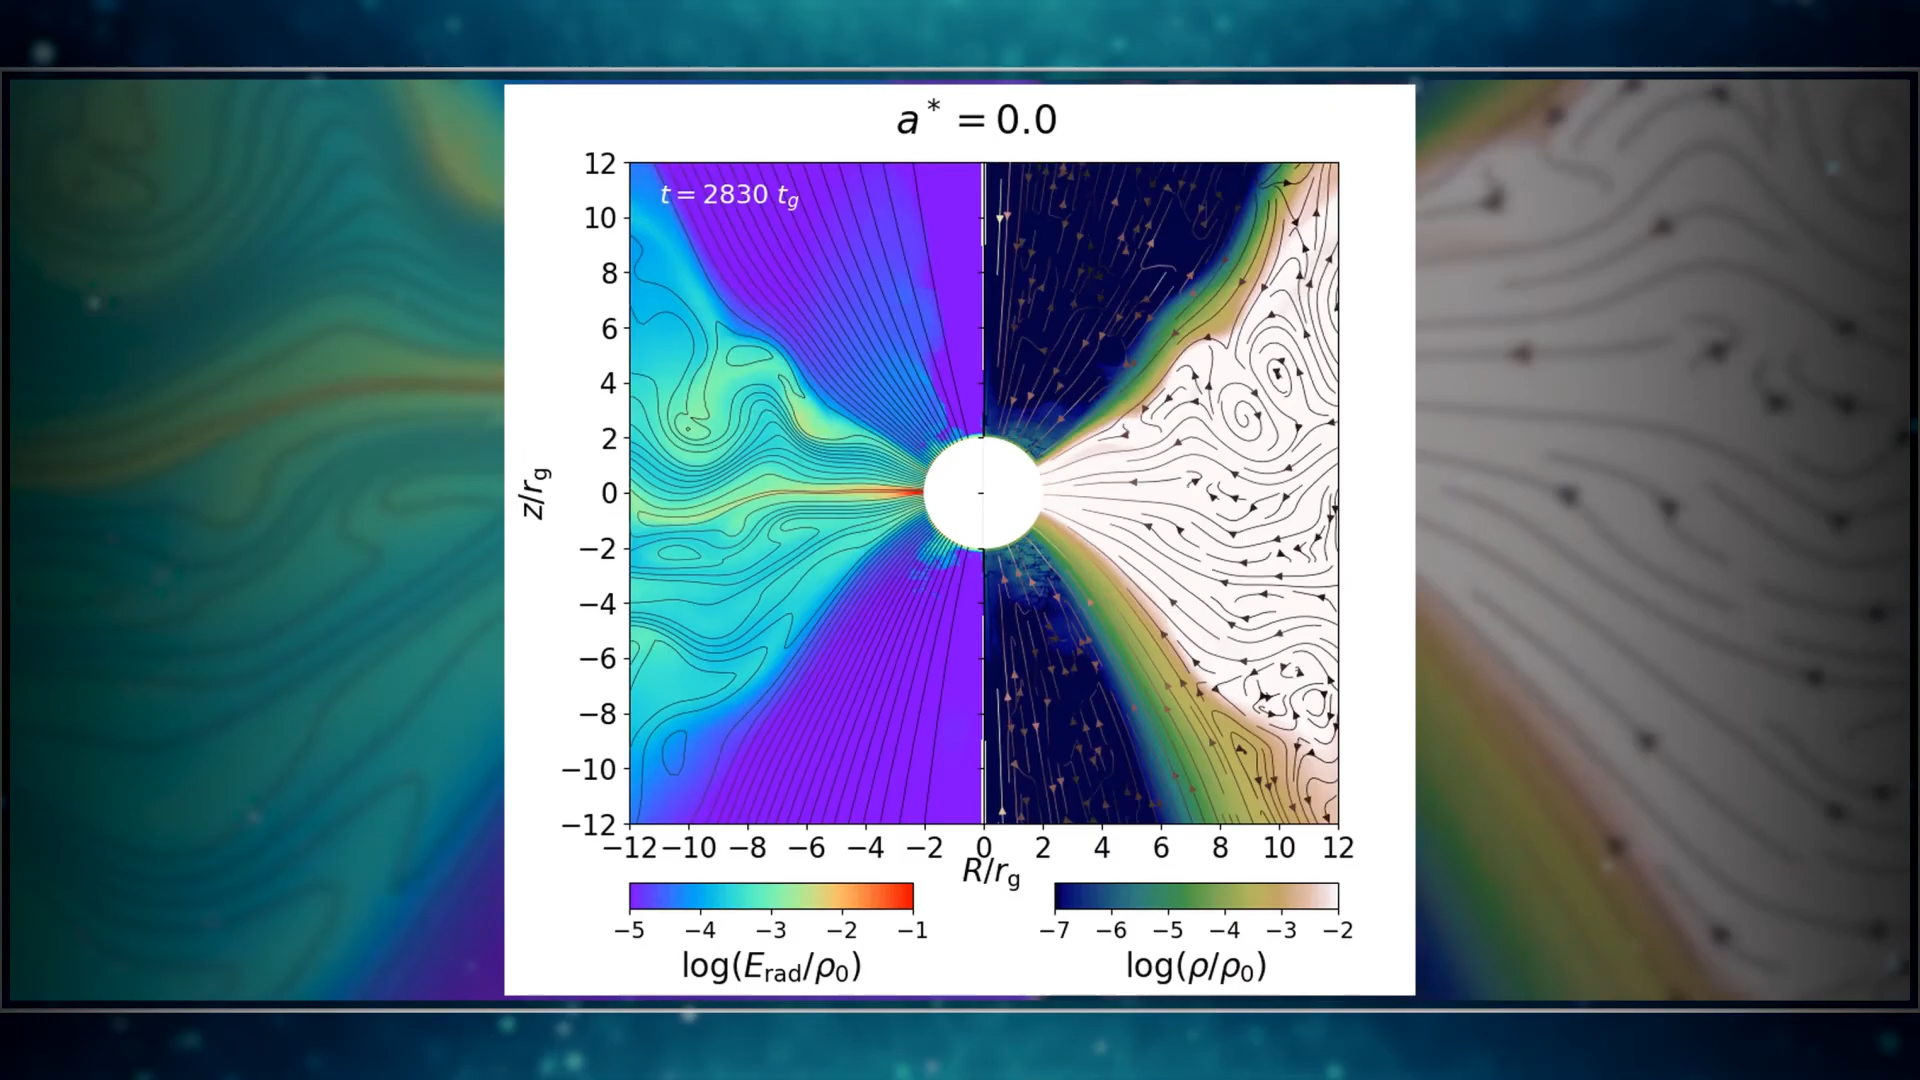 a* = 0.0
t = 2830 t_g
12
10
8
6
4
2
0
−2
−4
−6
−8
−10
−12
z/r_g
−12 −10 −8 −6 −4 −2 0 2 4 6 8 10 12
R/r_g
−5 −4 −3 −2 −1
log(E_rad/ρ_0)
−7 −6 −5 −4 −3 −2
log(ρ/ρ_0)